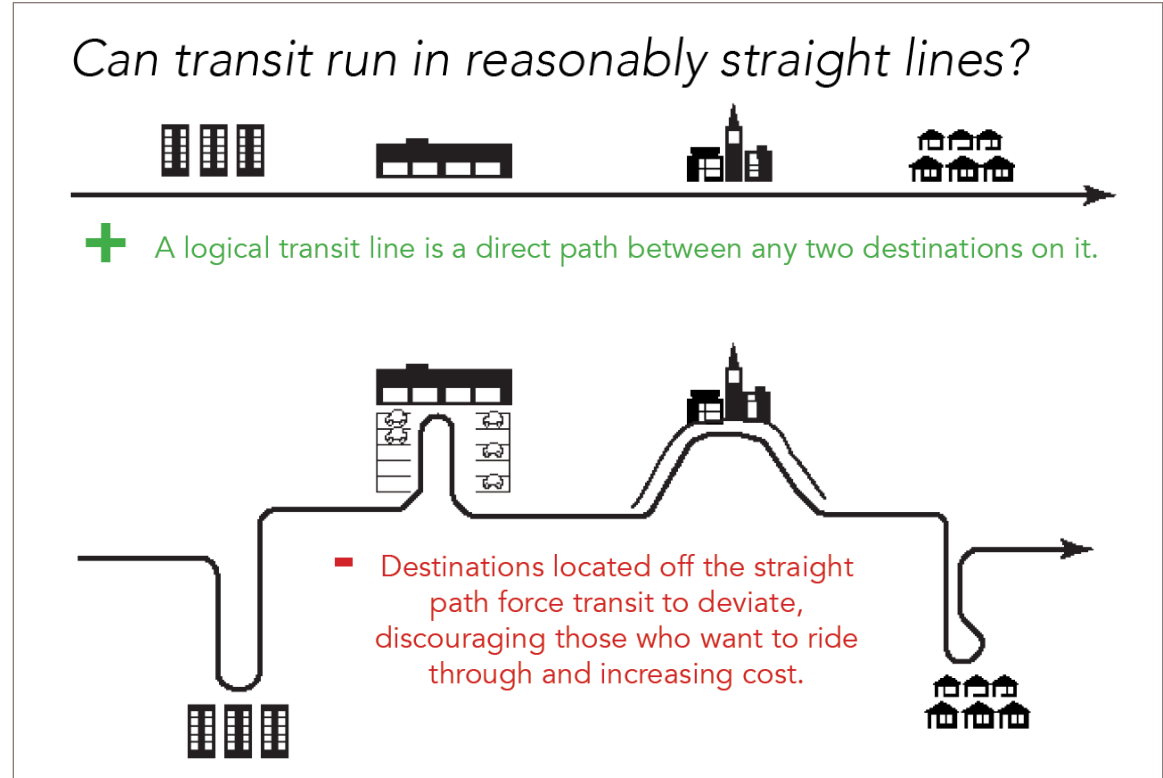 Can transit run in reasonably straight lines?
+ A logical transit line is a direct path between any two destinations on it.
- Destinations located off the straight
path force transit to deviate,
discouraging those who want to ride
through and increasing cost.